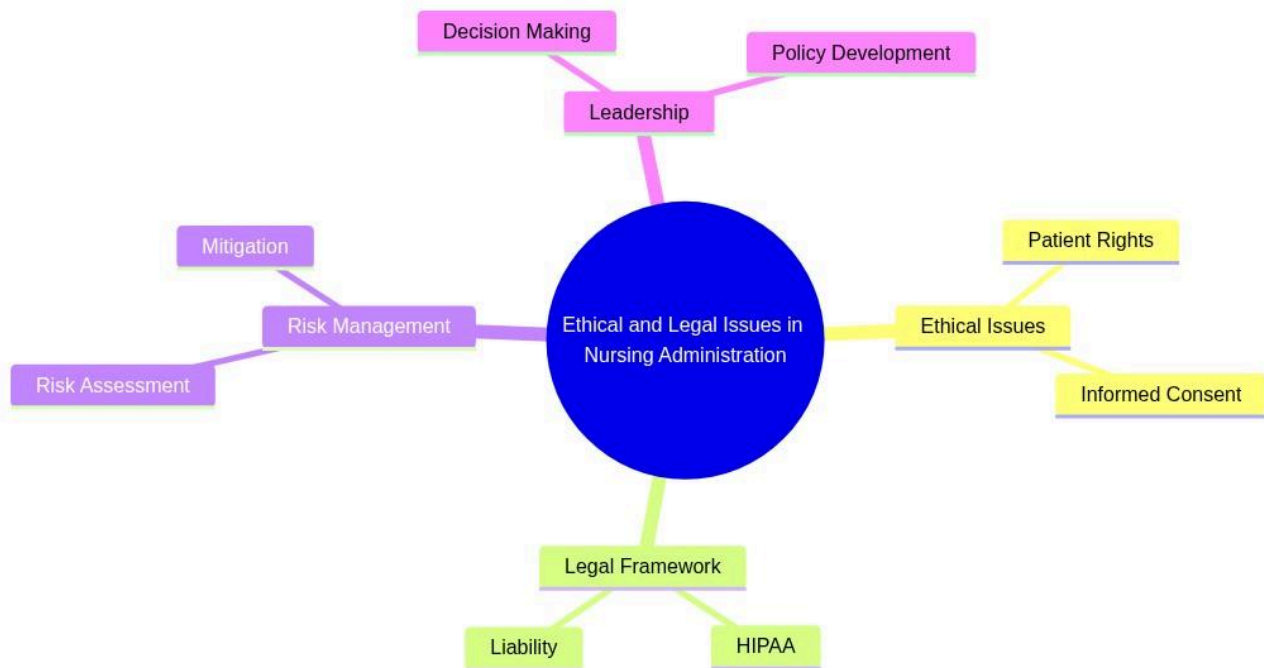 Decision Making
Policy Development
Leadership
Mitigation
Risk Management
Risk Assessment
Ethical and Legal Issues in
Nursing Administration
Patient Rights
Ethical Issues
Informed Consent
Legal Framework
Liability
HIPAA